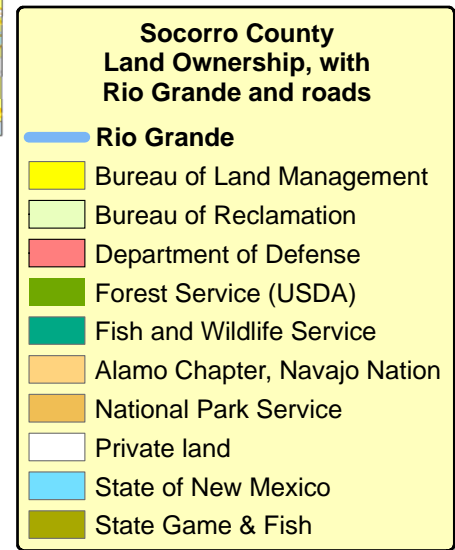 Socorro County
Land Ownership, with
Rio Grande and roads
Rio Grande
Bureau of Land Management
Bureau of Reclamation
Department of Defense
Forest Service (USDA)
Fish and Wildlife Service
Alamo Chapter, Navajo Nation
National Park Service
Private land
State of New Mexico
State Game & Fish